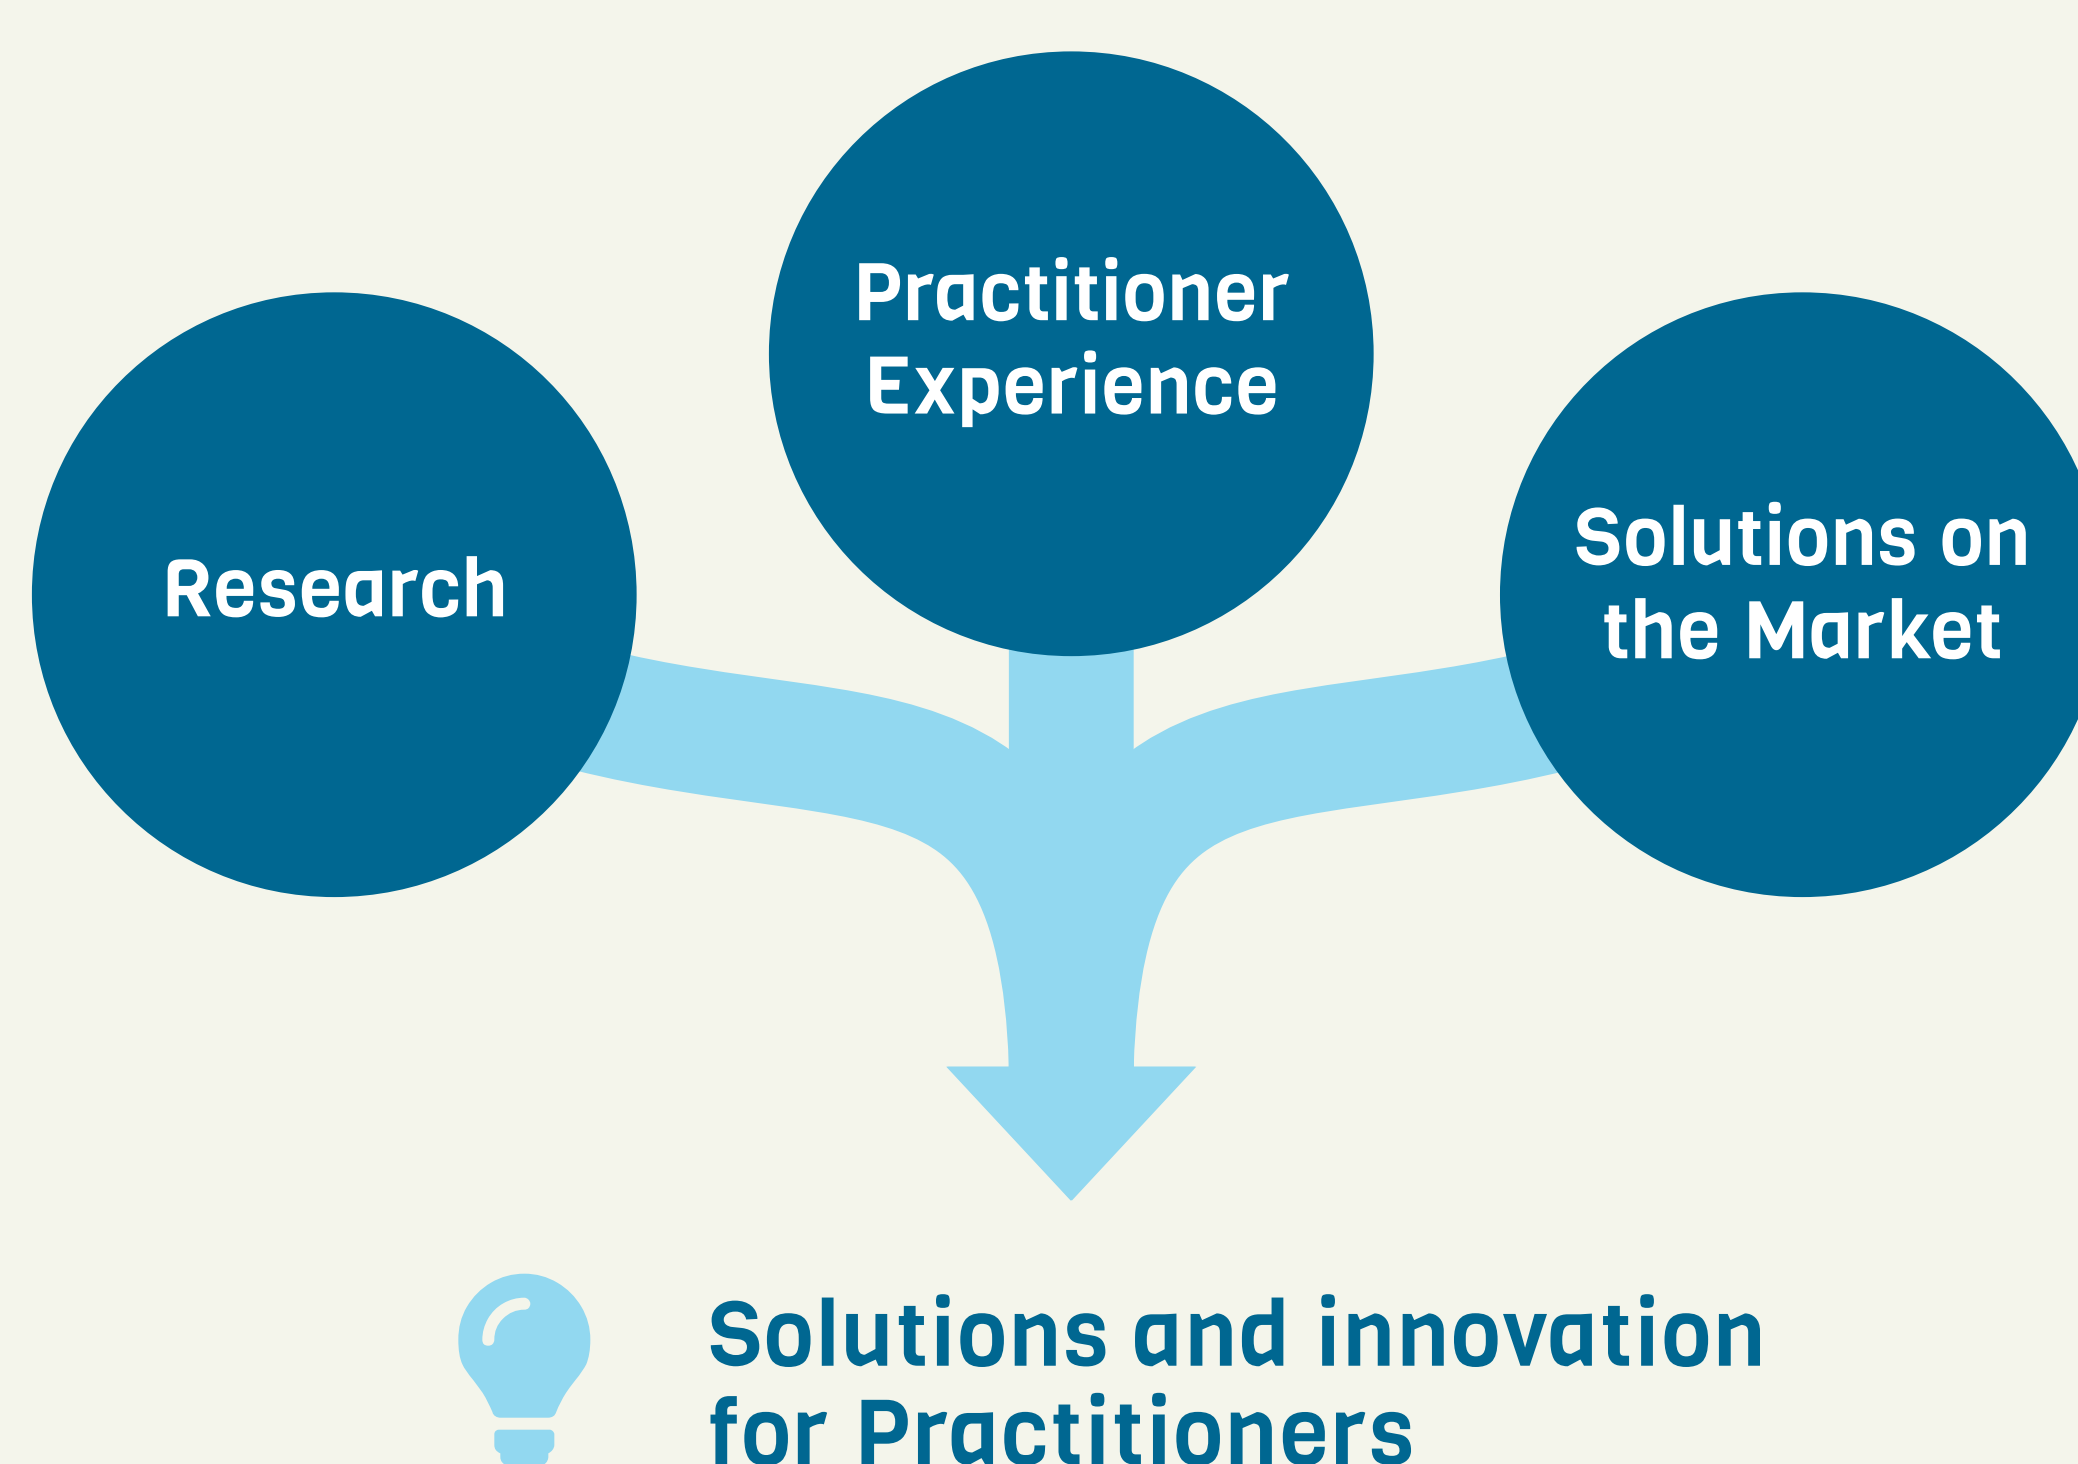 Practitioner
Experience
Research
Solutions on
the Market
Solutions and innovation
for Practitioners